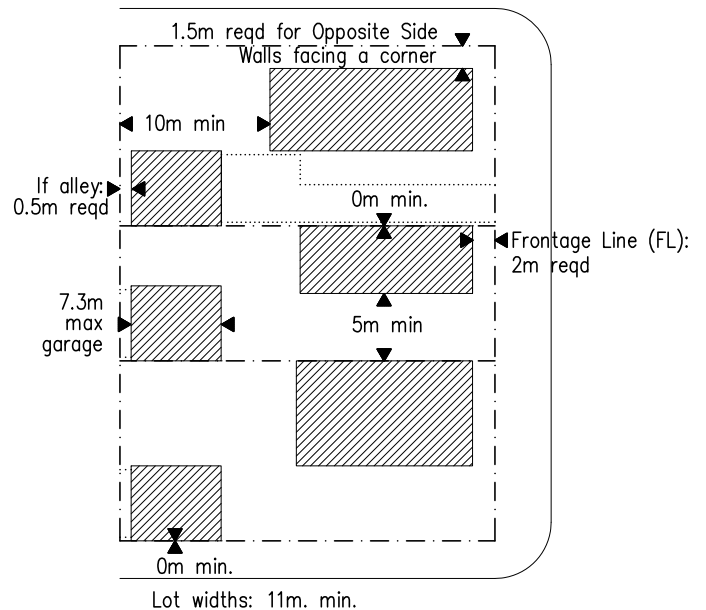 1.5m reqd for Opposite Side
Walls facing a corner
10m min
If alley:
0.5m reqd
0m min.
Frontage Line (FL):
2m reqd
7.3m
max
garage
5m min
0m min.
Lot widths: 11m. min.